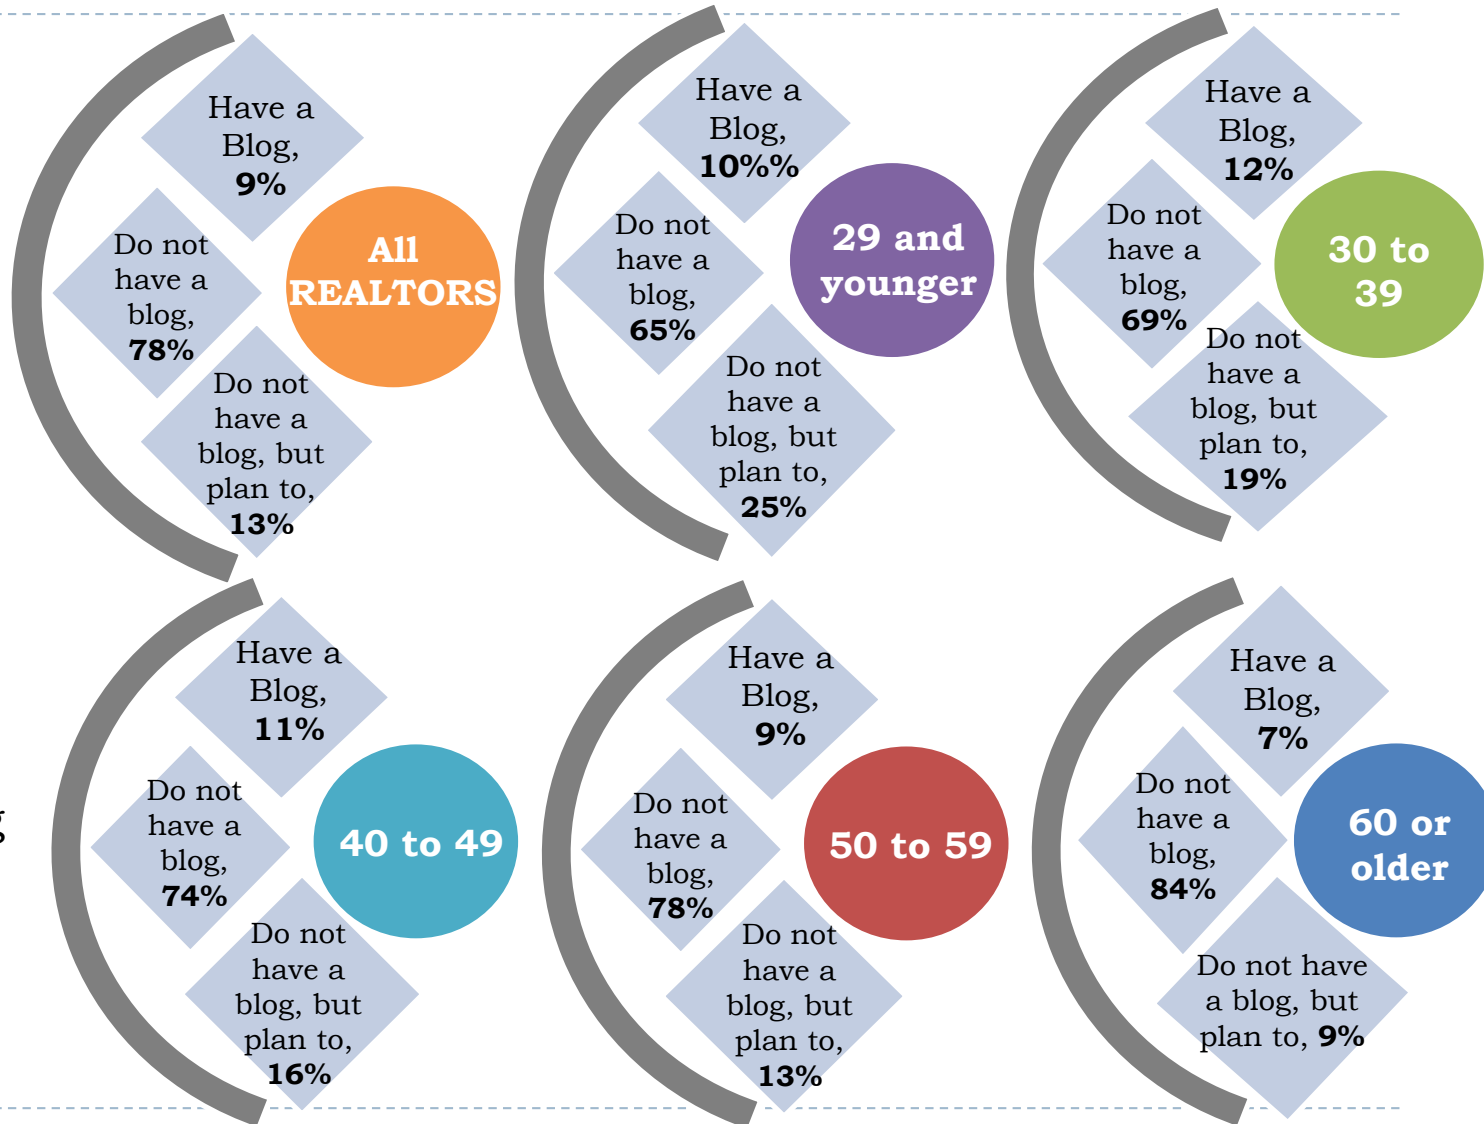 Have a
Blog,
9%
Do not
have a
blog,
78%
Do not
have a
blog, but
plan to,
13%
All
REALTORS
Have a
Blog,
10%%
Do not
have a
blog,
65%
Do not
have a
blog, but
plan to,
25%
29 and
younger
Have a
Blog,
12%
Do not
have a
blog,
69%
Do not
have a
blog, but
plan to,
19%
30 to
39
Have a
Blog,
11%
Do not
have a
blog,
74%
Do not
have a
blog, but
plan to,
16%
40 to 49
Have a
Blog,
9%
Do not
have a
blog,
78%
Do not
have a
blog, but
plan to,
13%
50 to 59
Have a
Blog,
7%
Do not
have a
blog,
84%
Do not have
a blog, but
plan to, 9%
60 or
older